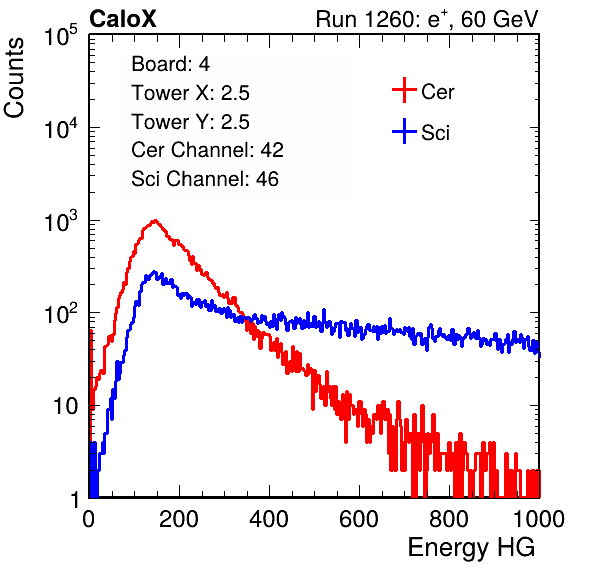 CaloX Run 1260: e⁺, 60 GeV
Counts
Board: 4
Tower X: 2.5
Tower Y: 2.5
Cer Channel: 42
Sci Channel: 46
Cer
Sci
10⁵
10⁴
10³
10²
10
1
0 200 400 600 800 1000
Energy HG